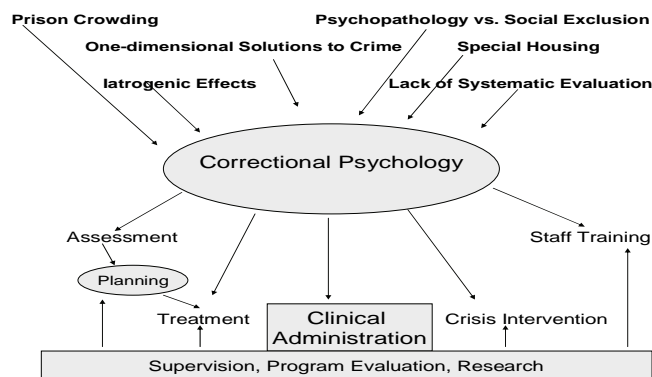 Prison Crowding
Psychopathology vs. Social Exclusion
One-dimensional Solutions to Crime
Special Housing
Iatrogenic Effects
Lack of Systematic Evaluation
Correctional Psychology
Assessment
Staff Training
Planning
Treatment
Clinical
Administration
Crisis Intervention
Supervision, Program Evaluation, Research